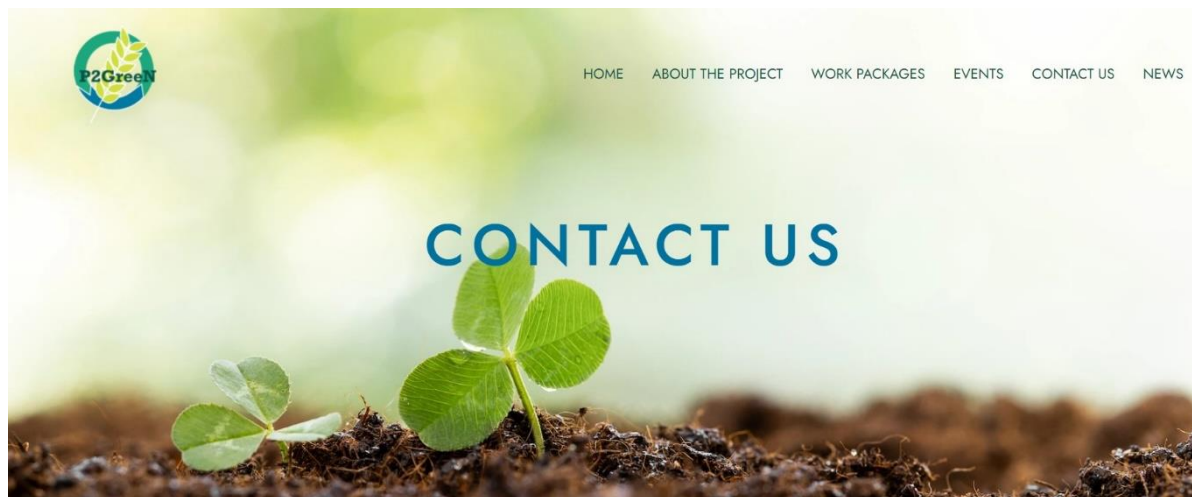 P2GreeN
HOME ABOUT THE PROJECT WORK PACKAGES EVENTS CONTACT US NEWS
CONTACT US